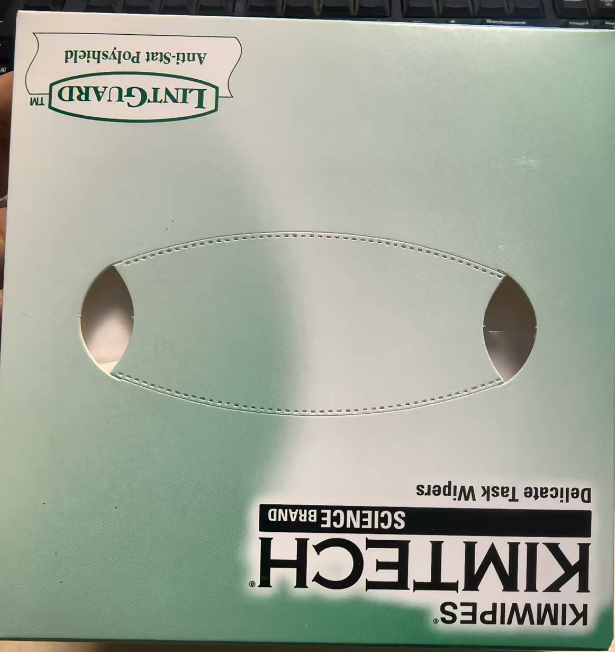 KIMWIPES®
KIMTECH®
SCIENCE BRAND
Delicate Task Wipers
LINTGUARD™
Anti-Stat Polyshield